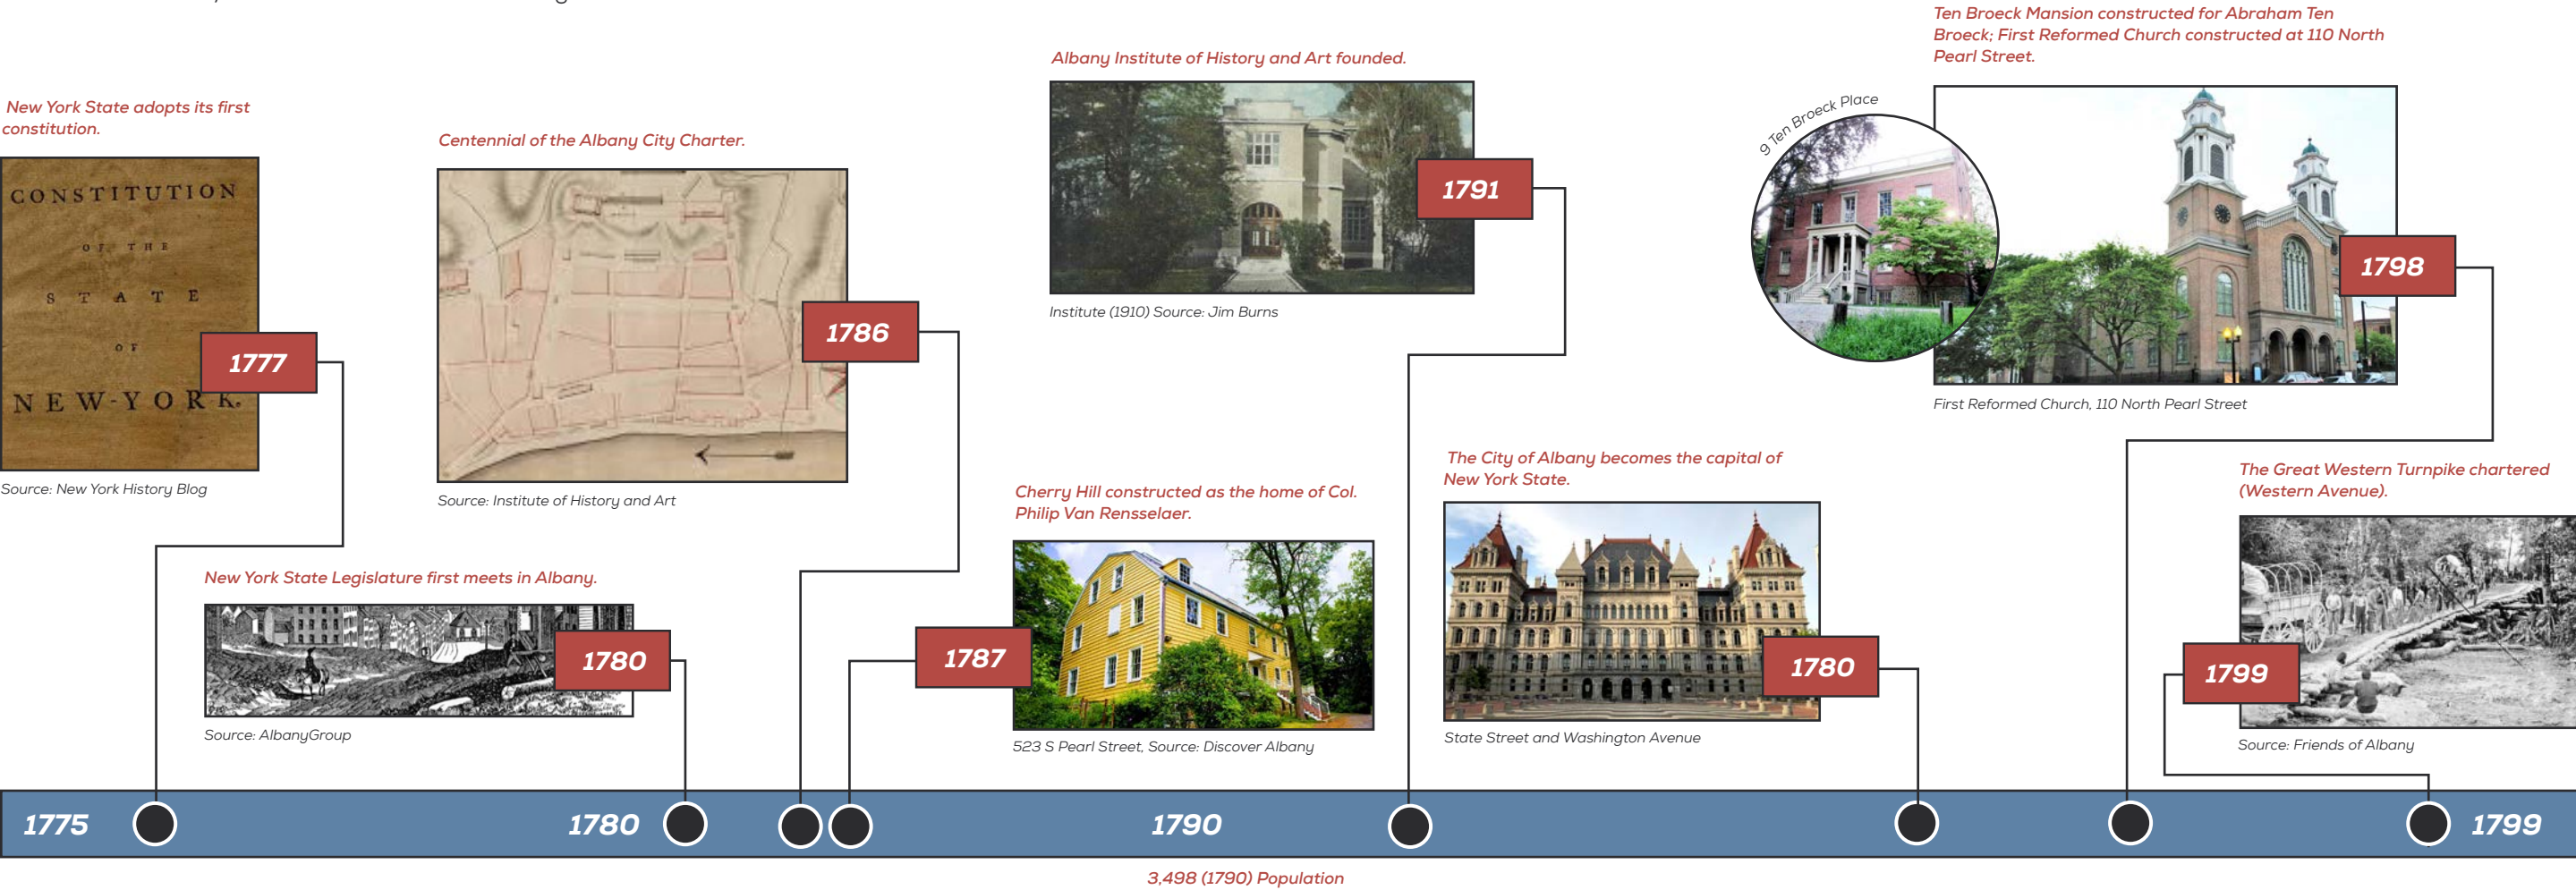 New York State adopts its first
constitution.
CONSTITUTION
OF THE
STATE
OF
NEW-YORK.
1777
Source: New York History Blog
New York State Legislature first meets in Albany.
1780
Source: AlbanyGroup
Centennial of the Albany City Charter.
1786
Source: Institute of History and Art
Cherry Hill constructed as the home of Col.
Philip Van Rensselaer.
1787
523 S Pearl Street, Source: Discover Albany
Albany Institute of History and Art founded.
1791
Institute (1910) Source: Jim Burns
The City of Albany becomes the capital of
New York State.
1780
State Street and Washington Avenue
Ten Broeck Mansion constructed for Abraham Ten
Broeck; First Reformed Church constructed at 110 North
Pearl Street.
9 Ten Broeck Place
1798
First Reformed Church, 110 North Pearl Street
The Great Western Turnpike chartered
(Western Avenue).
1799
Source: Friends of Albany
1775
1780
1790
1799
3,498 (1790) Population